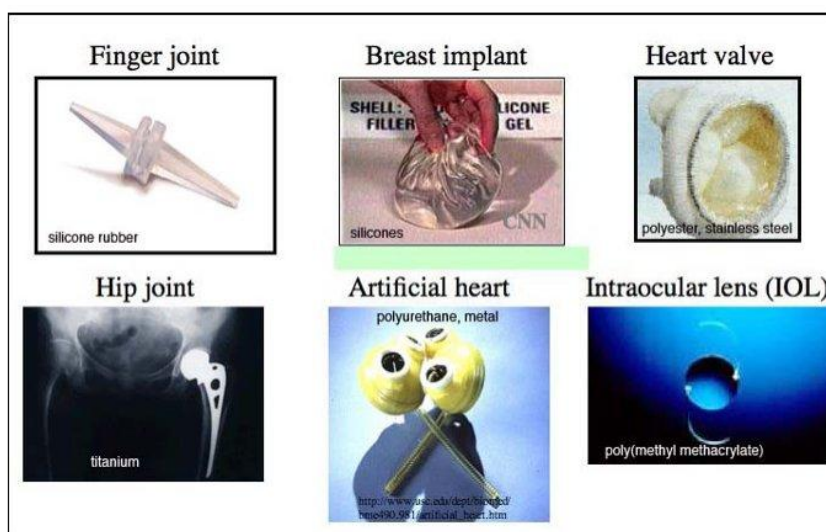 Finger joint
Breast implant
Heart valve
SHELL:
LICONE
FILLER
GEL
CNN
silicone rubber
silicones
polyester, stainless steel
Hip joint
Artificial heart
Intraocular lens (IOL)
polyurethane, metal
titanium
poly(methyl methacrylate)
http://www.usc.edu/dept/biomed/
bme490.981/artificial_heart.htm